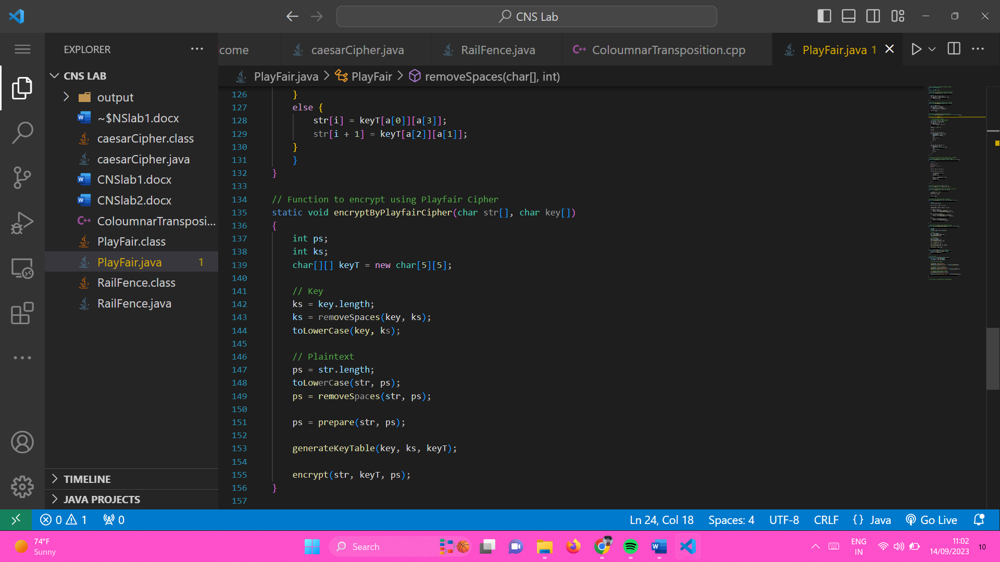 CNS Lab
EXPLORER
come
caesarCipher.java
RailFence.java
C++ ColoumnarTransposition.cpp
PlayFair.java 1
PlayFair.java > PlayFair > removeSpaces(char[], int)
CNS LAB
output
~$NSlab1.docx
caesarCipher.class
caesarCipher.java
CNSlab1.docx
CNSlab2.docx
C++ ColoumnarTransposi...
PlayFair.class
PlayFair.java 1
RailFence.class
RailFence.java
TIMELINE
JAVA PROJECTS
126 }
127 else {
128 str[i] = keyT[a[0]][a[3]];
129 str[i + 1] = keyT[a[2]][a[1]];
130 }
131 }
132 }
133
134 // Function to encrypt using Playfair Cipher
135 static void encryptByPlayfairCipher(char str[], char key[])
136 {
137 int ps;
138 int ks;
139 char[][] keyT = new char[5][5];
140
141 // Key
142 ks = key.length;
143 ks = removeSpaces(key, ks);
144 toLowerCase(key, ks);
145
146 // Plaintext
147 ps = str.length;
148 toLowerCase(str, ps);
149 ps = removeSpaces(str, ps);
150
151 ps = prepare(str, ps);
152
153 generateKeyTable(key, ks, keyT);
154
155 encrypt(str, keyT, ps);
156 }
157
0 1 0
Ln 24, Col 18 Spaces: 4 UTF-8 CRLF {} Java Go Live
74°F
Sunny
Search
ENG
IN
11:02
14/09/2023
10